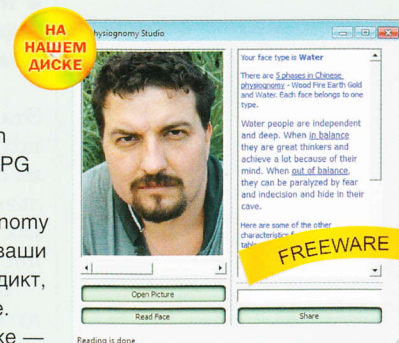 НА
НАШЕМ
ДИСКЕ
Physiognomy Studio
PG
nomy
ваши
дикт,
е.
ке —
Your face type is Water
There are 5 phases in Chinese
physiognomy - Wood Fire Earth Gold
and Water. Each face belongs to one
type.
Water people are independent
and deep. When in balance
they are great thinkers and
achieve a lot because of their
mind. When out of balance,
they can be paralyzed by fear
and indecision and hide in their
cave.
Here are some of the other
characteristics
FREEWARE
Open Picture
Read Face
Share
Reading is done